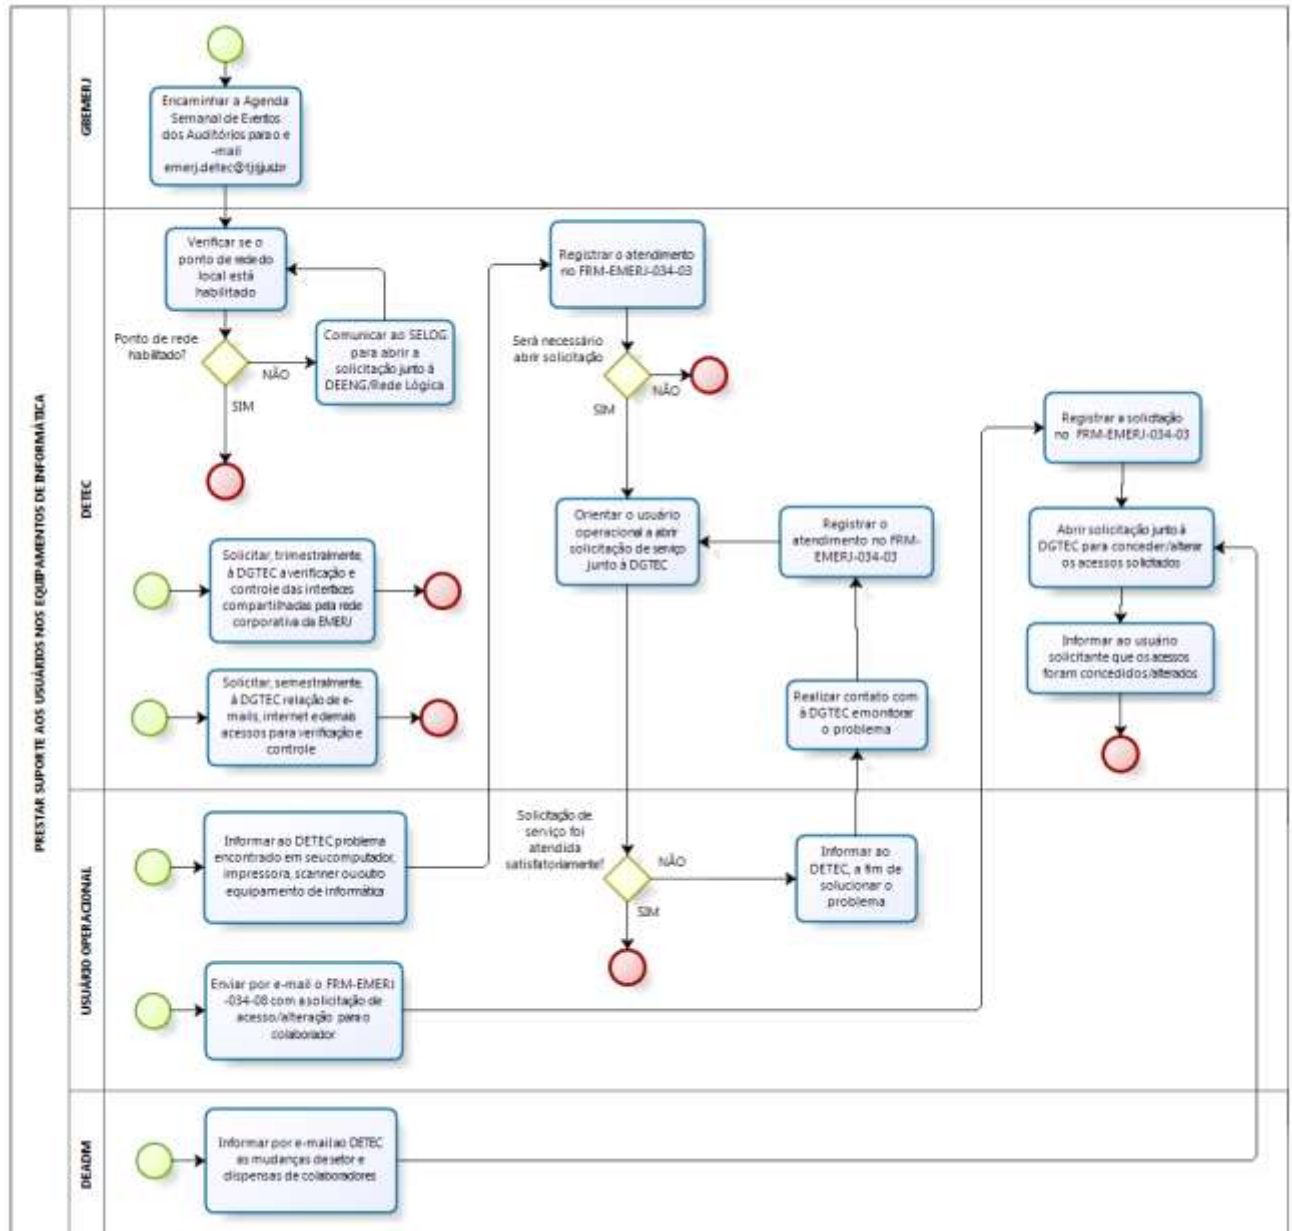 PRESTAR SUPORTE AOS USUÁRIOS NOS EQUIPAMENTOS DE INFORMÁTICA
GBEMERJ
Encaminhar a Agenda
Semanal de Eventos
dos Auditórios para o e
-mail
emerj.detec@tjrj.jus.br
DETEC
Verificar se o
ponto de rede do
local está
habilitado
Ponto de rede
habilitado?
NÃO
SIM
Comunicar ao SELOG
para abrir a
solicitação junto à
DEENG/Rede Lógica
Solicitar, trimestralmente,
à DGTEC a verificação e
controle das interfaces
compartilhadas pela rede
corporativa da EMERJ
Solicitar, semestralmente,
à DGTEC relação de e-
mails, internet e demais
acessos para verificação e
controle
Registrar o atendimento
no FRM-EMERJ-034-03
Será necessário
abrir solicitação
NÃO
SIM
Orientar o usuário
operacional a abrir
solicitação de serviço
junto à DGTEC
Registrar o
atendimento no FRM-
EMERJ-034-03
Realizar contato com
à DGTEC e monitorar
o problema
Registrar a solicitação
no FRM-EMERJ-034-03
Abrir solicitação junto à
DGTEC para conceder/alterar
os acessos solicitados
Informar ao usuário
solicitante que os acessos
foram concedidos/alterados
USUÁRIO OPERACIONAL
Informar ao DETEC problema
encontrado em seu computador,
impressora, scanner ou outro
equipamento de informática
Solicitação de
serviço foi
atendida
satisfatoriamente?
NÃO
SIM
Informar ao
DETEC, a fim de
solucionar o
problema
Enviar por e-mail o FRM-EMERJ
-034-08 com a solicitação de
acesso/alteração para o
colaborador
DEADM
Informar por e-mail ao DETEC
as mudanças de setor e
dispensas de colaboradores